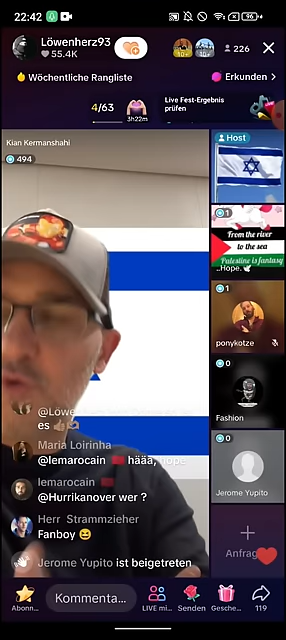 22:42
96
Löwenherz93
55.4K
10+
10+
226
Wöchentliche Rangliste
Erkunden >
4/63
3h22m
Live Fest-Ergebnis
prüfen
Kian Kermanshahi
494
Host
1
From the river
to the sea
Palestine is fantasy
..Hope.🕊
1
ponykotze
0
Fashion
0
Jerome Yupito
+
Anfrag
es 👍🏼
Maria Loirinha
@lemarocain 🇲🇦 häää, nope
lemarocain 🇲🇦
@Hurrikanover wer ?
Herr Strammzieher
Fanboy 😄
Jerome Yupito ist beigetreten
Abonn...
Kommenta...
LIVE mi...
Senden
Gesche...
119